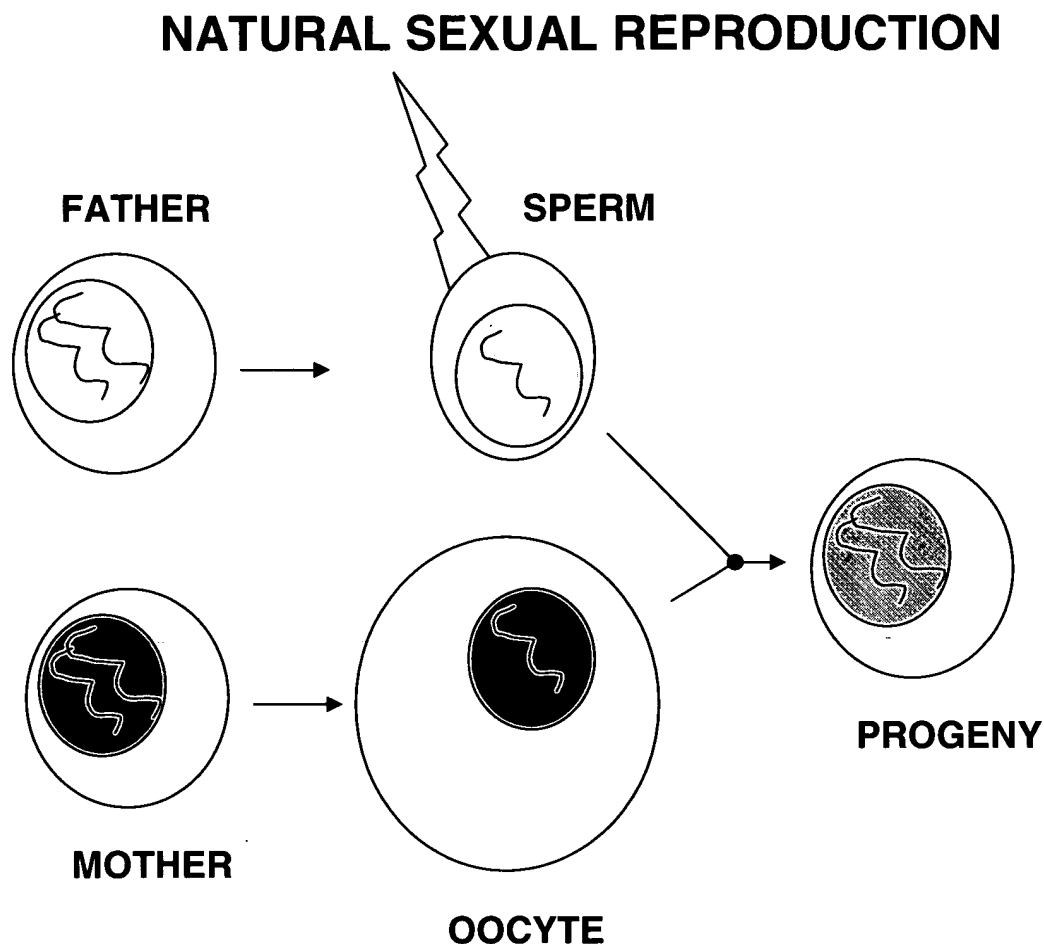 NATURAL SEXUAL REPRODUCTION
FATHER
SPERM
PROGENY
MOTHER
OOCYTE